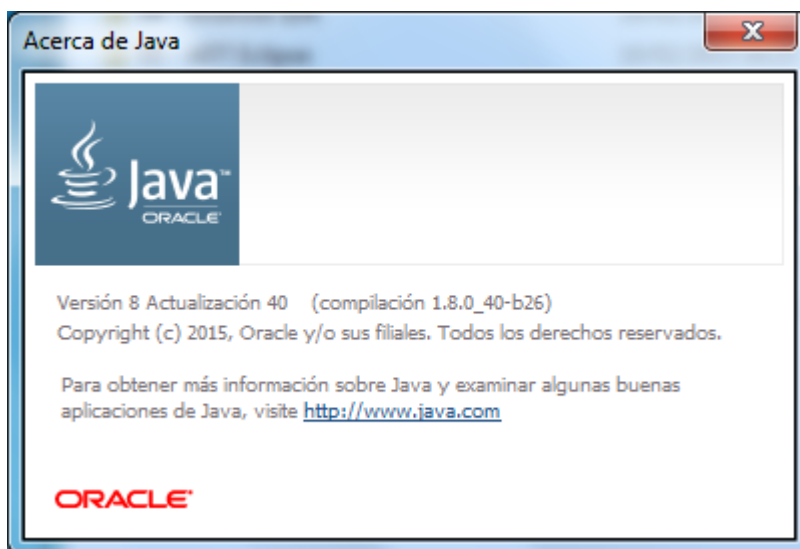 Acerca de Java
Java™
ORACLE
Versión 8 Actualización 40 (compilación 1.8.0_40-b26)
Copyright (c) 2015, Oracle y/o sus filiales. Todos los derechos reservados.
Para obtener más información sobre Java y examinar algunas buenas
aplicaciones de Java, visite http://www.java.com
ORACLE